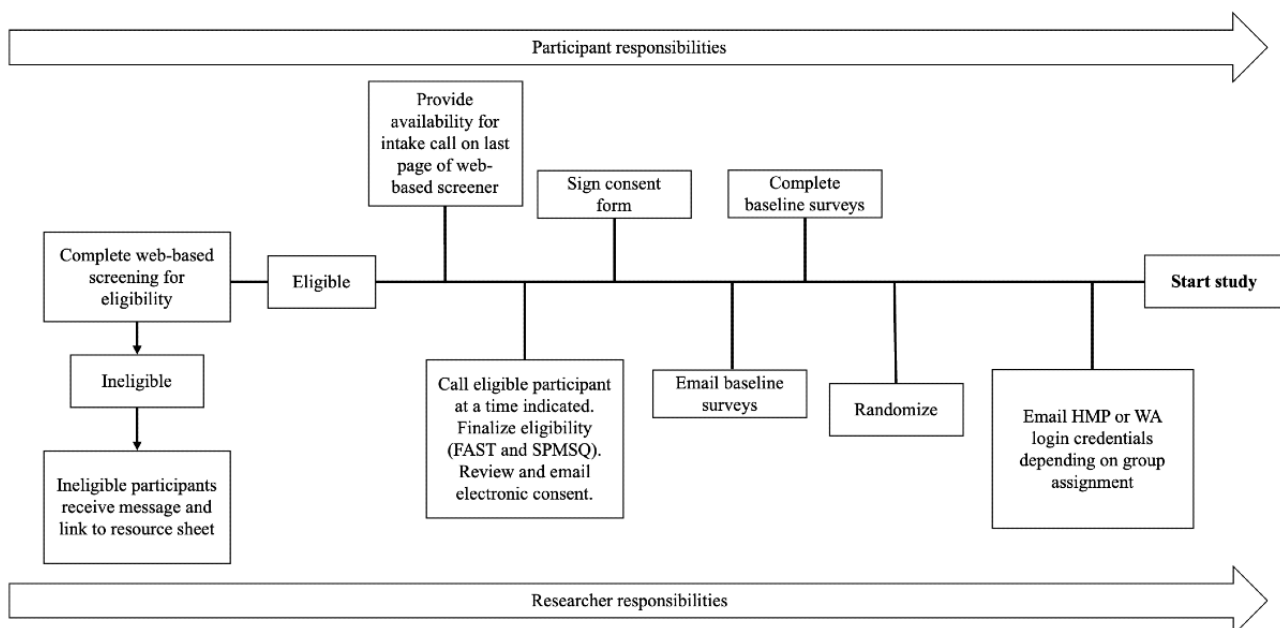 Participant responsibilities
Provide
availability for
intake call on last
page of web-
based screener
Sign consent
form
Complete
baseline surveys
Complete web-based
screening for
eligibility
Eligible
Start study
Ineligible
Call eligible participant
at a time indicated.
Finalize eligibility
(FAST and SPMSQ).
Review and email
electronic consent.
Email baseline
surveys
Randomize
Email HMP or WA
login credentials
depending on group
assignment
Ineligible participants
receive message and
link to resource sheet
Researcher responsibilities